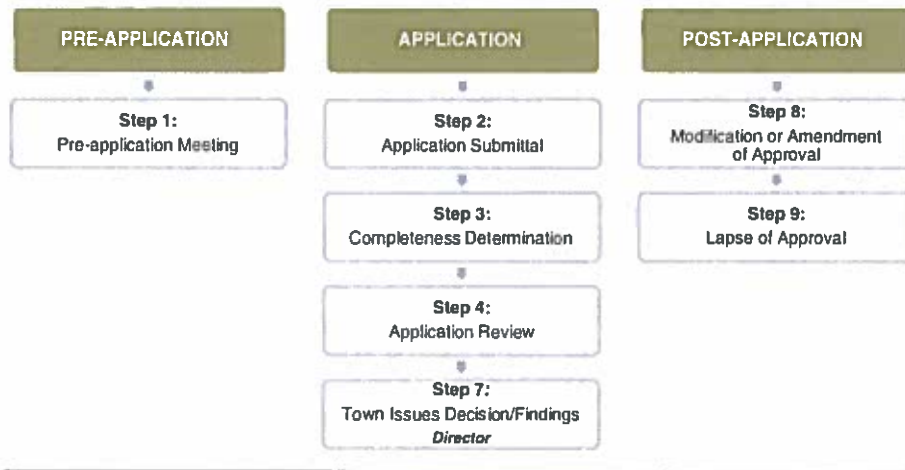 PRE-APPLICATION
Step 1:
Pre-application Meeting
APPLICATION
Step 2:
Application Submittal
Step 3:
Completeness Determination
Step 4:
Application Review
Step 7:
Town Issues Decision/Findings
Director
POST-APPLICATION
Step 8:
Modification or Amendment
of Approval
Step 9:
Lapse of Approval